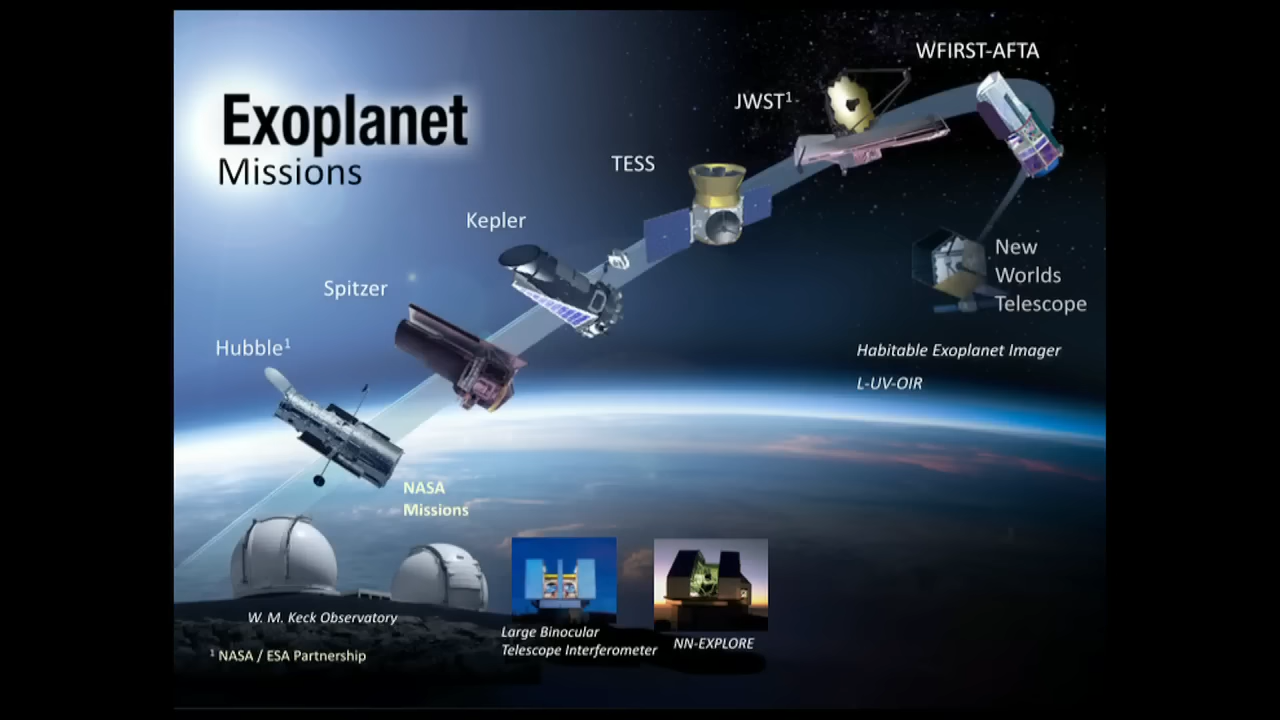 Exoplanet
Missions
WFIRST-AFTA
JWST¹
TESS
Kepler
Spitzer
Hubble¹
New
Worlds
Telescope
Habitable Exoplanet Imager
L-UV-OIR
NASA
Missions
W. M. Keck Observatory
Large Binocular
Telescope Interferometer
NN-EXPLORE
¹ NASA / ESA Partnership